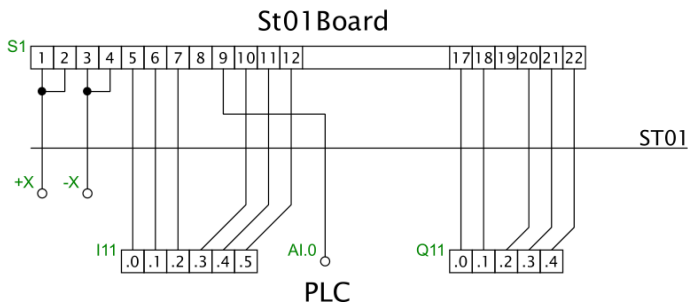 St01Board
S1
1 2 3 4 5 6 7 8 9 10 11 12 17 18 19 20 21 22
ST01
+X -X
I11 .0 .1 .2 .3 .4 .5
AI.0
Q11 .0 .1 .2 .3 .4
PLC